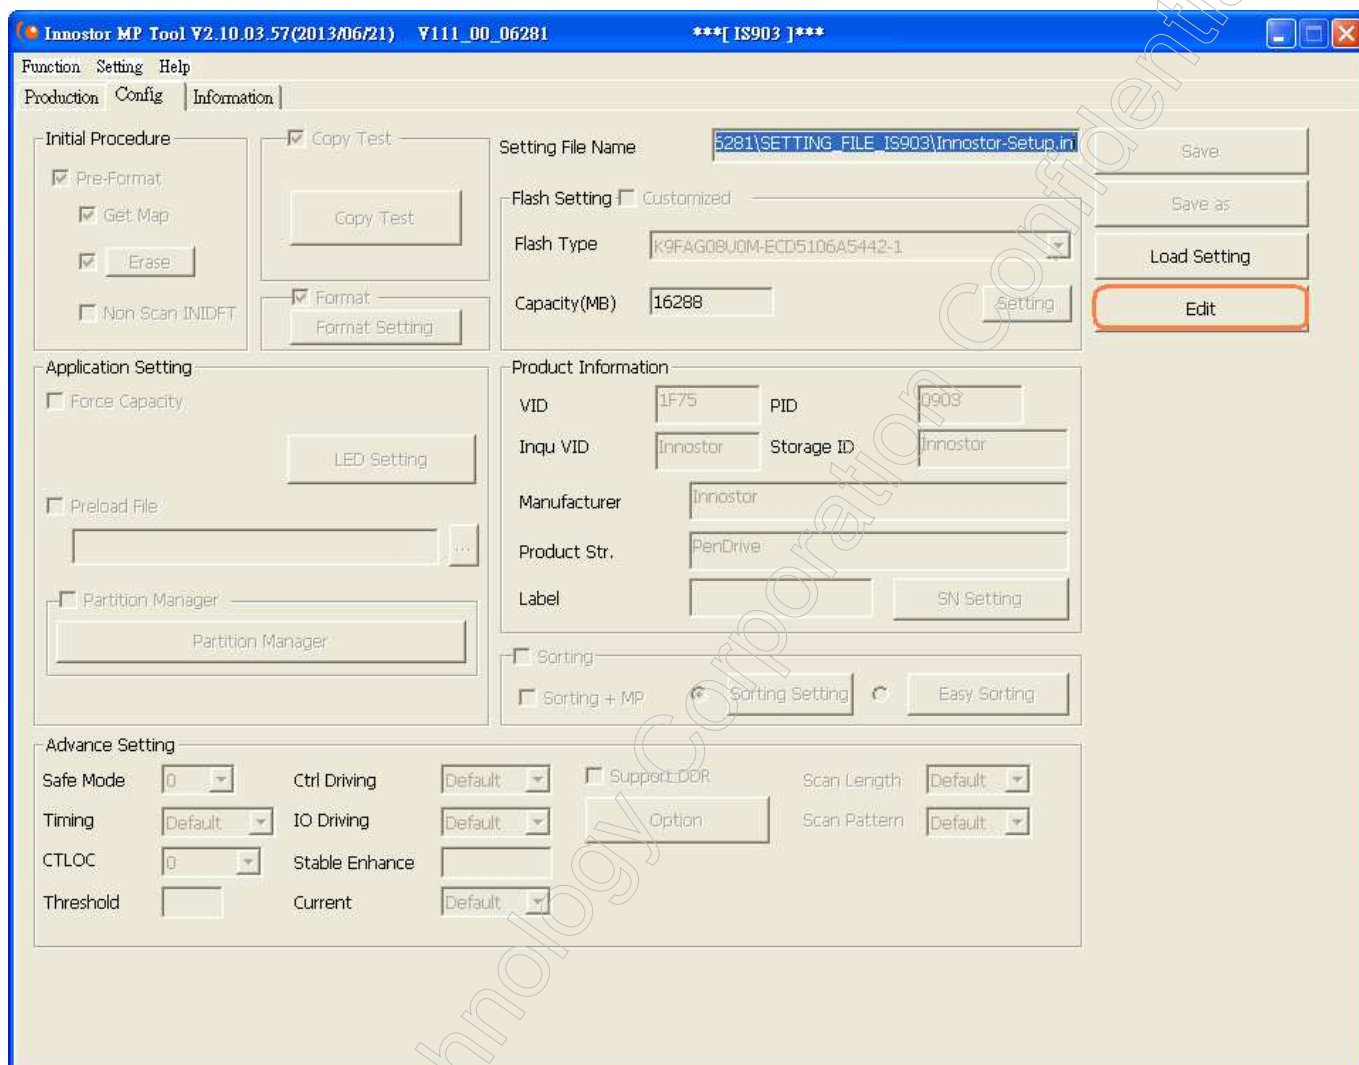 Innostor MP Tool V2.10.03.57(2013/06/21) V111_00_06281 ***[ IS903 ]***
Function Setting Help
Production Config Information
Initial Procedure
Pre-Format
Get Map
Erase
Non Scan INIDFT
Copy Test
Copy Test
Format
Format Setting
Setting File Name 6281\SETTING_FILE_IS903\Innostor-Setup.ini
Flash Setting Customized
Flash Type K9FAG08U0M-ECD5106A5442-1
Capacity(MB) 16288 Setting
Save
Save as
Load Setting
Edit
Application Setting
Force Capacity
LED Setting
Preload File
...
Partition Manager
Partition Manager
Product Information
VID 1F75 PID 0903
Inqu VID Innostor Storage ID Innostor
Manufacturer Innostor
Product Str. PenDrive
Label SN Setting
Sorting
Sorting + MP Sorting Setting Easy Sorting
Advance Setting
Safe Mode 0 Ctrl Driving Default Support DDR Scan Length Default
Timing Default IO Driving Default Option Scan Pattern Default
CTLOC 0 Stable Enhance
Threshold Current Default
hnology Corporation Confidenti